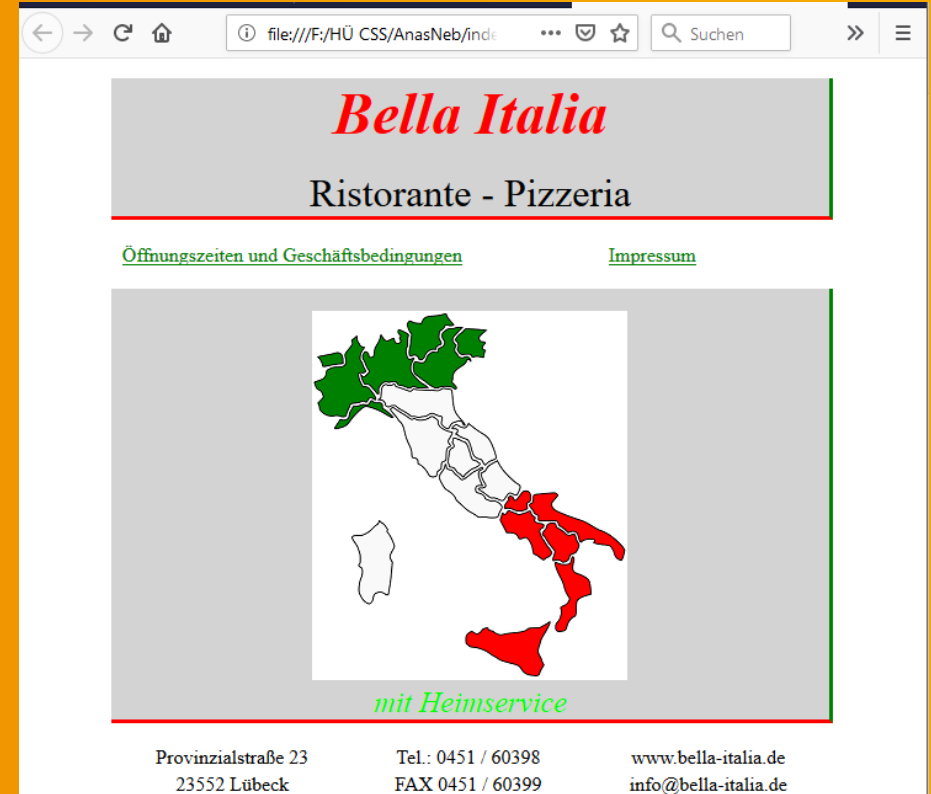 file:///F:/HÜ CSS/AnasNeb/inde
Suchen
Bella Italia
Ristorante - Pizzeria
Öffnungszeiten und Geschäftsbedingungen Impressum
mit Heimservice
Provinzialstraße 23 Tel.: 0451 / 60398 www.bella-italia.de
23552 Lübeck FAX 0451 / 60399 info@bella-italia.de